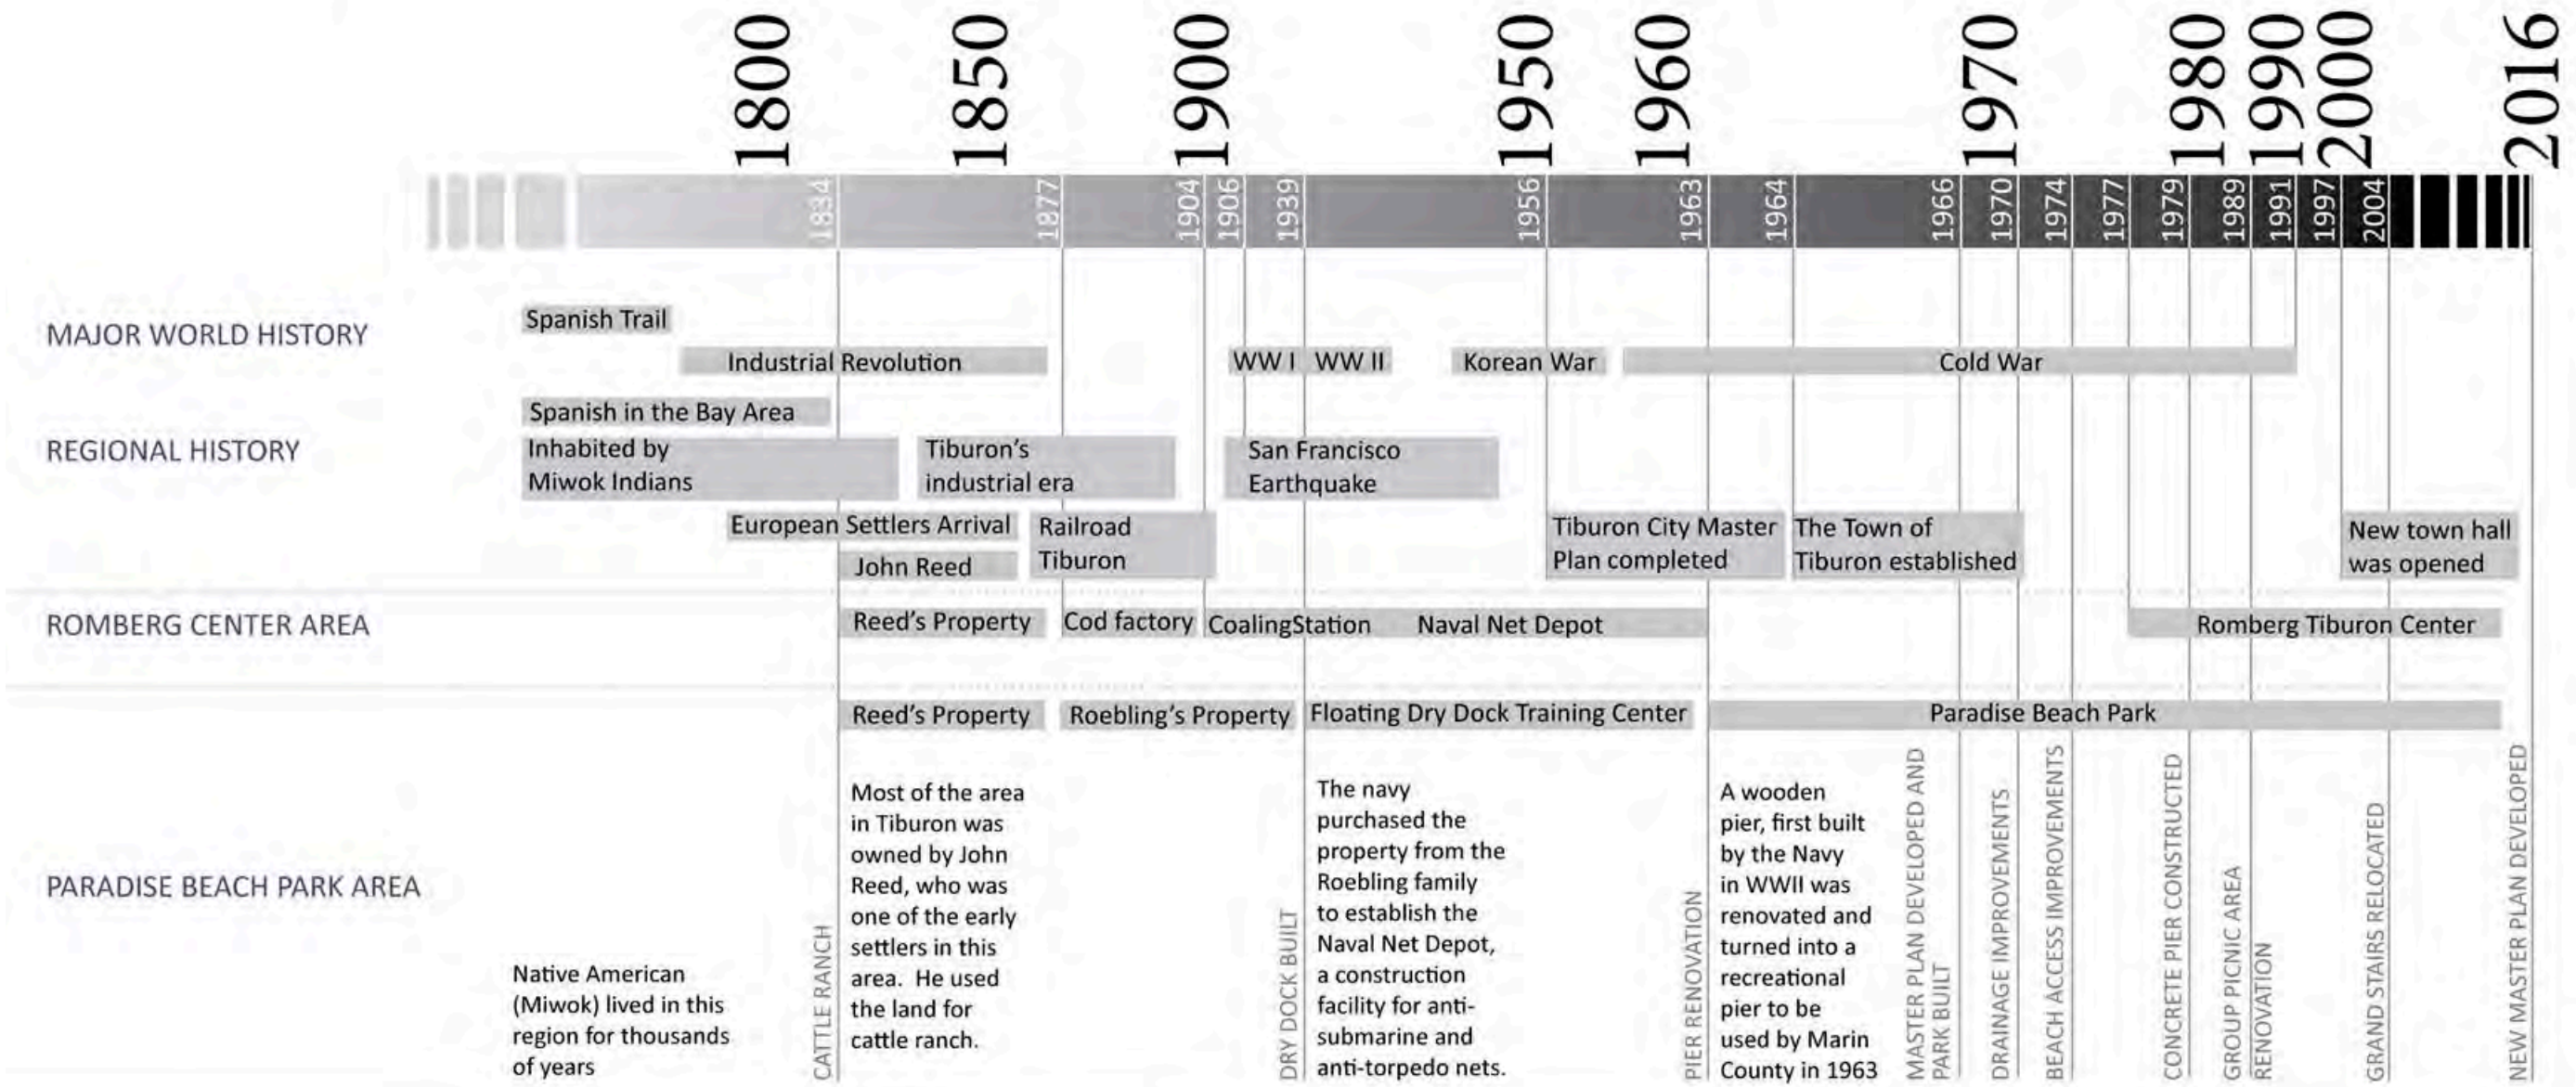 1800
1850
1900
1950
1960
1970
1980
1990
2000
2016
1834
1877
1904
1906
1939
1956
1963
1964
1966
1970
1974
1977
1979
1989
1991
1997
2004
MAJOR WORLD HISTORY
Spanish Trail
Industrial Revolution
WW I
WW II
Korean War
Cold War
REGIONAL HISTORY
Spanish in the Bay Area
Inhabited by
Miwok Indians
Tiburon's
industrial era
San Francisco
Earthquake
European Settlers Arrival
John Reed
Railroad
Tiburon
Tiburon City Master
Plan completed
The Town of
Tiburon established
New town hall
was opened
ROMBERG CENTER AREA
Reed's Property
Cod factory
CoalingStation
Naval Net Depot
Romberg Tiburon Center
PARADISE BEACH PARK AREA
Reed's Property
Roebling's Property
Floating Dry Dock Training Center
Paradise Beach Park
Native American
(Miwok) lived in this
region for thousands
of years
CATTLE RANCH
Most of the area
in Tiburon was
owned by John
Reed, who was
one of the early
settlers in this
area. He used
the land for
cattle ranch.
DRY DOCK BUILT
The navy
purchased the
property from the
Roebling family
to establish the
Naval Net Depot,
a construction
facility for anti-
submarine and
anti-torpedo nets.
PIER RENOVATION
A wooden
pier, first built
by the Navy
in WWII was
renovated and
turned into a
recreational
pier to be
used by Marin
County in 1963
MASTER PLAN DEVELOPED AND
PARK BUILT
DRAINAGE IMPROVEMENTS
BEACH ACCESS IMPROVEMENTS
CONCRETE PIER CONSTRUCTED
GROUP PICNIC AREA
RENOVATION
GRAND STAIRS RELOCATED
NEW MASTER PLAN DEVELOPED